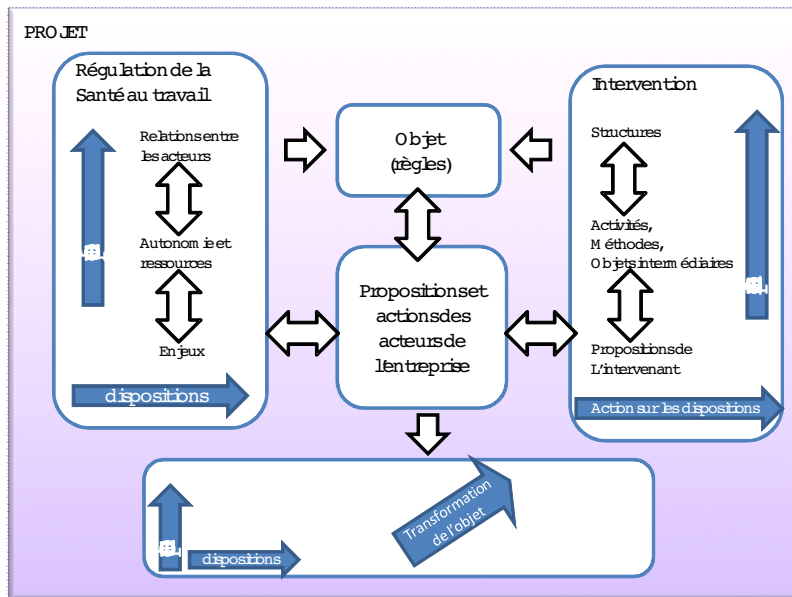 PROJET
Régulation de la
Santé au travail
Relations entre
les acteurs
Autonomie et
ressources
Enjeux
dispositions
Objet
(règles)
Propositions et
actions des
acteurs de
l'entreprise
Intervention
Structures
Activités,
Méthodes,
Objets intermédiaires
Propositions de
L'intervenant
Action sur les dispositions
Transformation
de l'objet
dispositions